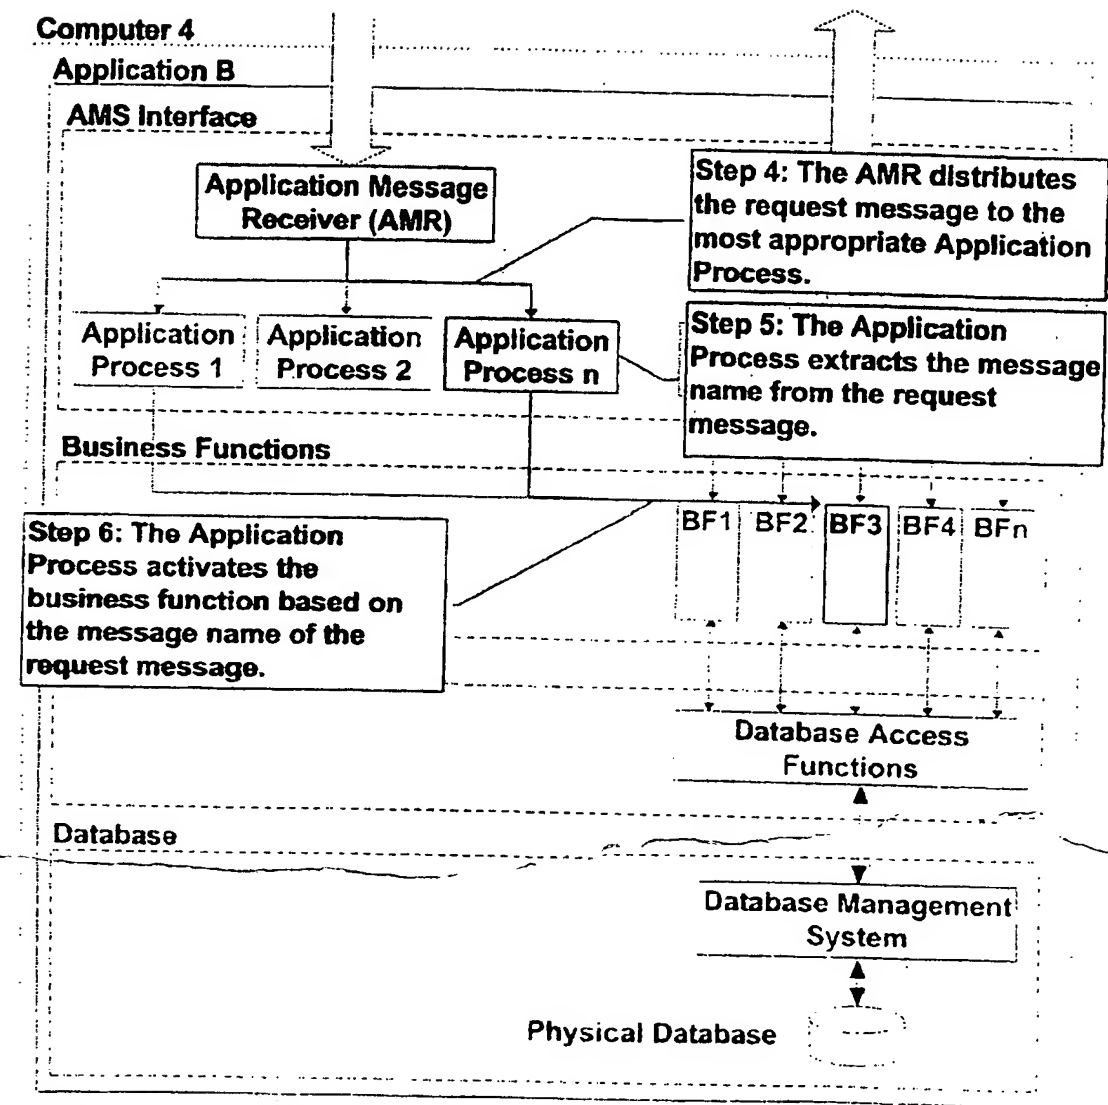 Computer 4
Application B
AMS Interface
Application Message
Receiver (AMR)
Step 4: The AMR distributes
the request message to the
most appropriate Application
Process.
Application
Process 1
Application
Process 2
Application
Process n
Step 5: The Application
Process extracts the message
name from the request
message.
Business Functions
BF1
BF2
BF3
BF4
BFn
Step 6: The Application
Process activates the
business function based on
the message name of the
request message.
Database Access
Functions
Database
Database Management
System
Physical Database